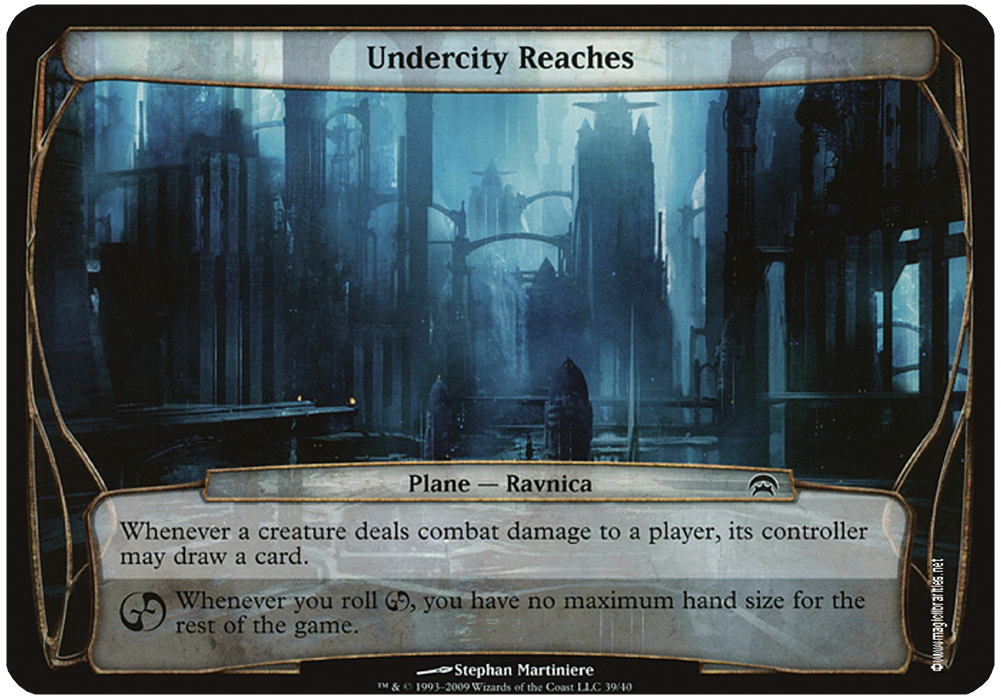 Undercity Reaches
Plane — Ravnica
Whenever a creature deals combat damage to a player, its controller
may draw a card.
Whenever you roll , you have no maximum hand size for the
rest of the game.
Stephan Martiniere
™ & © 1993–2009 Wizards of the Coast LLC 39/40
©www.magiclibrarities.net